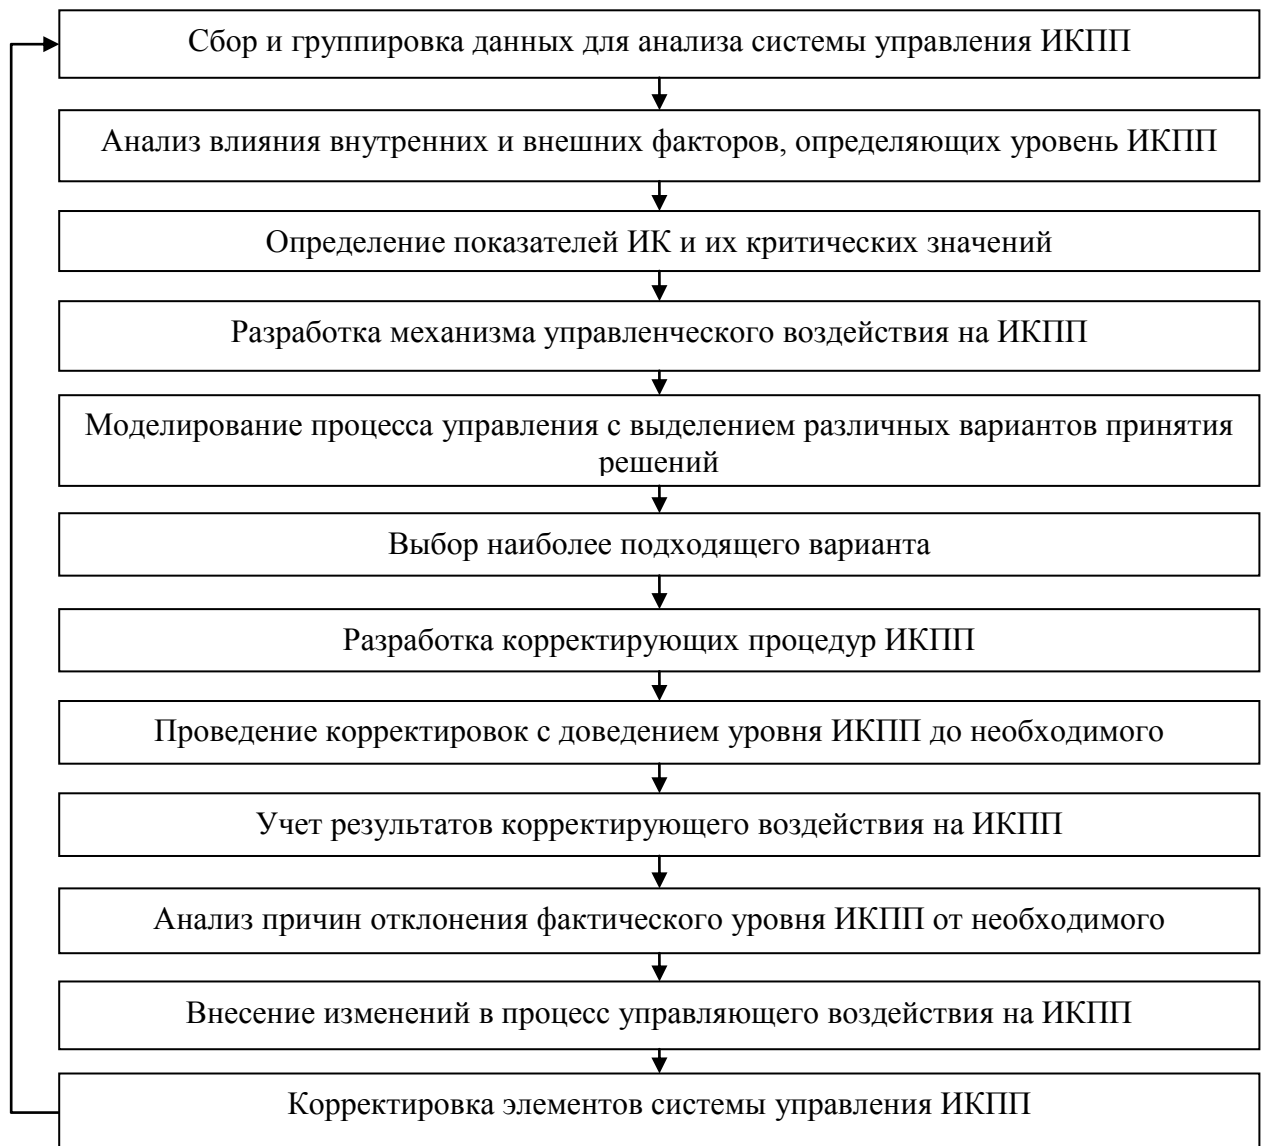 Сбор и группировка данных для анализа системы управления ИКПП
Анализ влияния внутренних и внешних факторов, определяющих уровень ИКПП
Определение показателей ИК и их критических значений
Разработка механизма управленческого воздействия на ИКПП
Моделирование процесса управления с выделением различных вариантов принятия
решений
Выбор наиболее подходящего варианта
Разработка корректирующих процедур ИКПП
Проведение корректировок с доведением уровня ИКПП до необходимого
Учет результатов корректирующего воздействия на ИКПП
Анализ причин отклонения фактического уровня ИКПП от необходимого
Внесение изменений в процесс управляющего воздействия на ИКПП
Корректировка элементов системы управления ИКПП